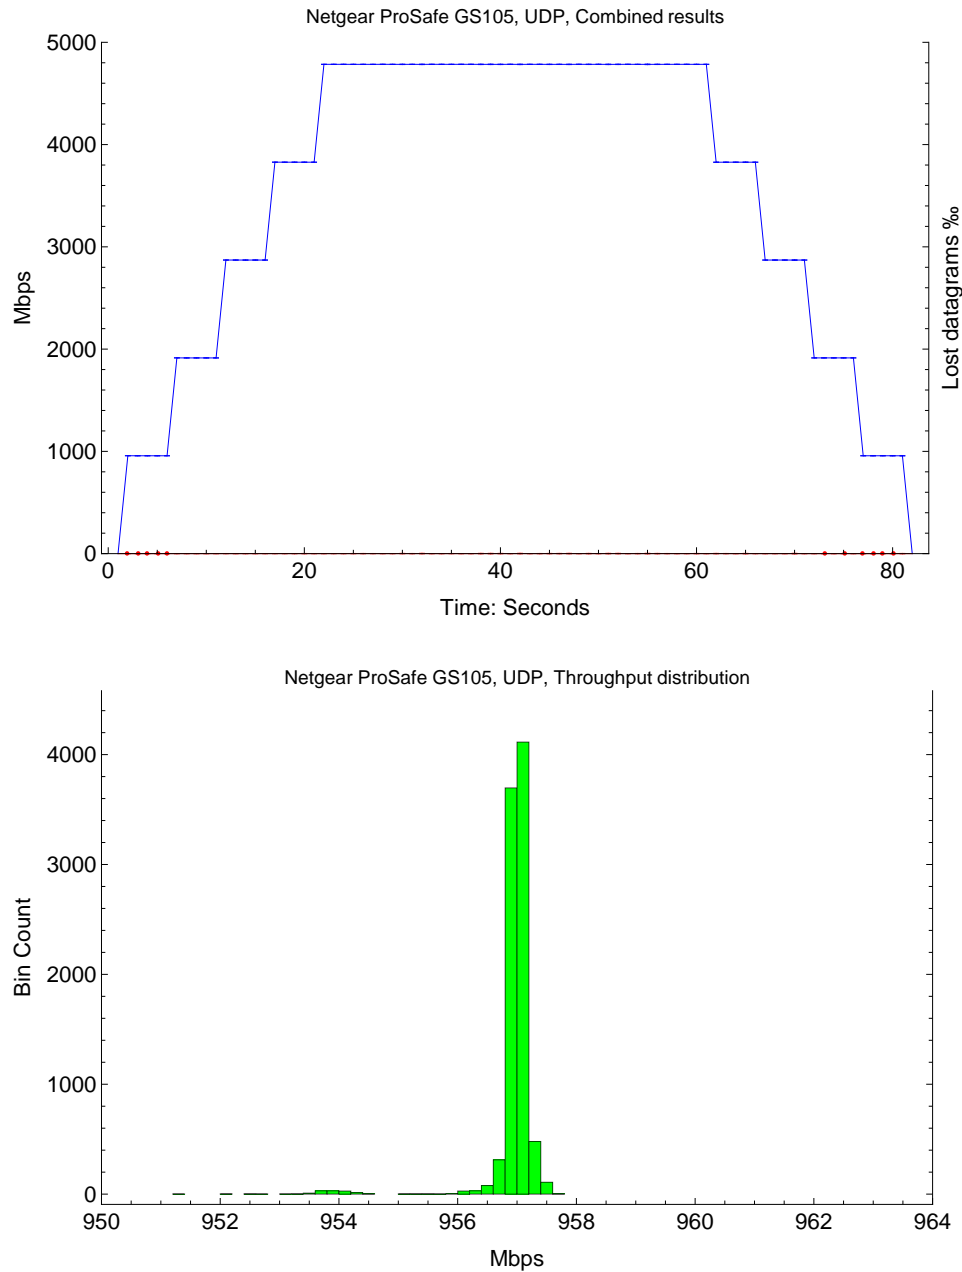 Netgear ProSafe GS105, UDP, Combined results
5000
4000
3000
2000
1000
0
Mbps
Lost datagrams ‰
0 20 40 60 80
Time: Seconds
Netgear ProSafe GS105, UDP, Throughput distribution
4000
3000
2000
1000
0
Bin Count
950 952 954 956 958 960 962 964
Mbps